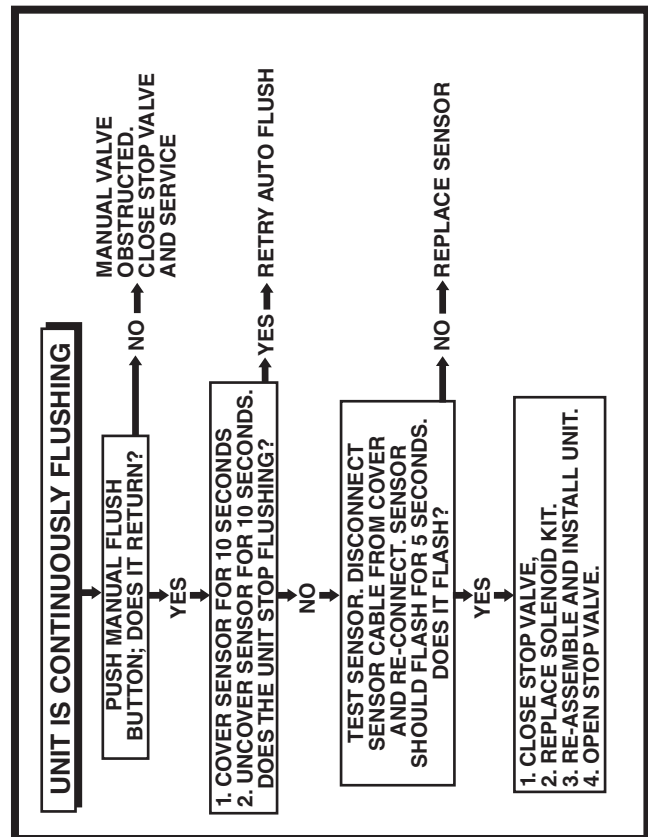 UNIT IS CONTINUOUSLY FLUSHING
PUSH MANUAL FLUSH
BUTTON; DOES IT RETURN?
NO
MANUAL VALVE
OBSTRUCTED.
CLOSE STOP VALVE
AND SERVICE
YES
1. COVER SENSOR FOR 10 SECONDS
2. UNCOVER SENSOR FOR 10 SECONDS.
DOES THE UNIT STOP FLUSHING?
YES
RETRY AUTO FLUSH
NO
TEST SENSOR. DISCONNECT
SENSOR CABLE FROM COVER
AND RE-CONNECT. SENSOR
SHOULD FLASH FOR 5 SECONDS.
DOES IT FLASH?
NO
REPLACE SENSOR
YES
1. CLOSE STOP VALVE,
2. REPLACE SOLENOID KIT.
3. RE-ASSEMBLE AND INSTALL UNIT.
4. OPEN STOP VALVE.